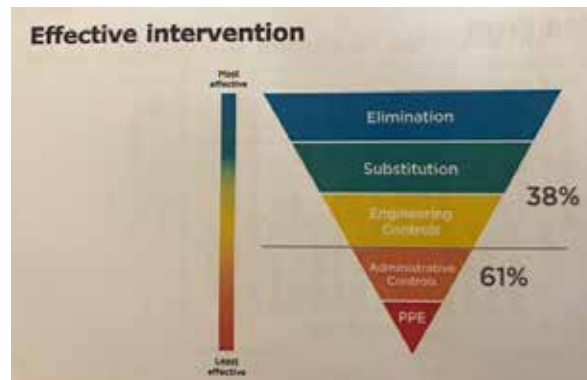 Effective intervention
Most
effective
Elimination
Substitution
38%
Engineering
Controls
Administrative
Controls
61%
PPE
Least
effective